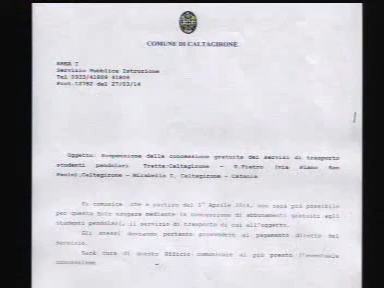 COMUNE DI CALTAGIRONE
AREA I
Servizio Pubblica Istruzione
Tel 0933/41809 41808
Prot.12782 del 27/03/14
Oggetto: Sospensione della concessione gratuita dei servizi di trasporto
studenti pendolari Tratta:Caltagirone - S.Pietro (via Piano San
Caltagirone - Mirabella I. Caltagirone - Catania
Si comunica che a partire dal 1° Aprile 2014, non sarà più possibile
per questo Ente erogare mediante la concessione di abbonamenti gratuiti agli
studenti pendolari, il servizio di trasporto di cui all'oggetto.
Gli stessi dovranno pertanto provvedere al pagamento diretto del
servizio.
Sarà cura di questo Ufficio comunicare al più presto l'eventuale
concessione